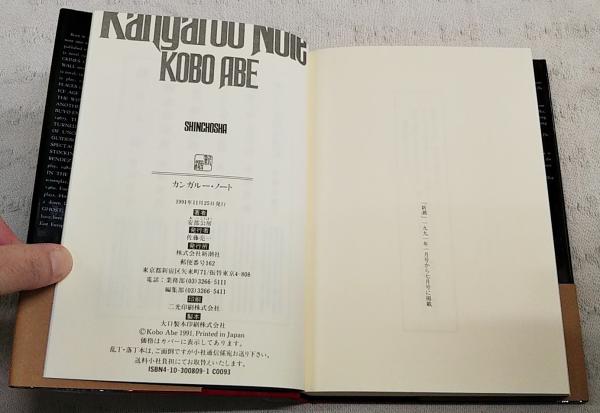 Kangaroo Note
KOBO ABE
SHINCHOSHA
カンガルー・ノート
1991年11月25日発行
著者
安部公房
発行者
佐藤亮一
発行所
株式会社新潮社
郵便番号162
東京都新宿区矢来町71/振替東京4-808
電話：業務部(03)3266-5111
編集部(03)3266-5411
印刷
二光印刷株式会社
製本
大口製本印刷株式会社
©Kobo Abe 1991, Printed in Japan
価格はカバーに表示してあります。
乱丁・落丁本は、ご面倒ですが小社通信係宛お送り下さい。
送料小社負担にてお取替えいたします。
ISBN4-10-300809-1 C0093
『新潮』一九九一年一月号から七月号に掲載